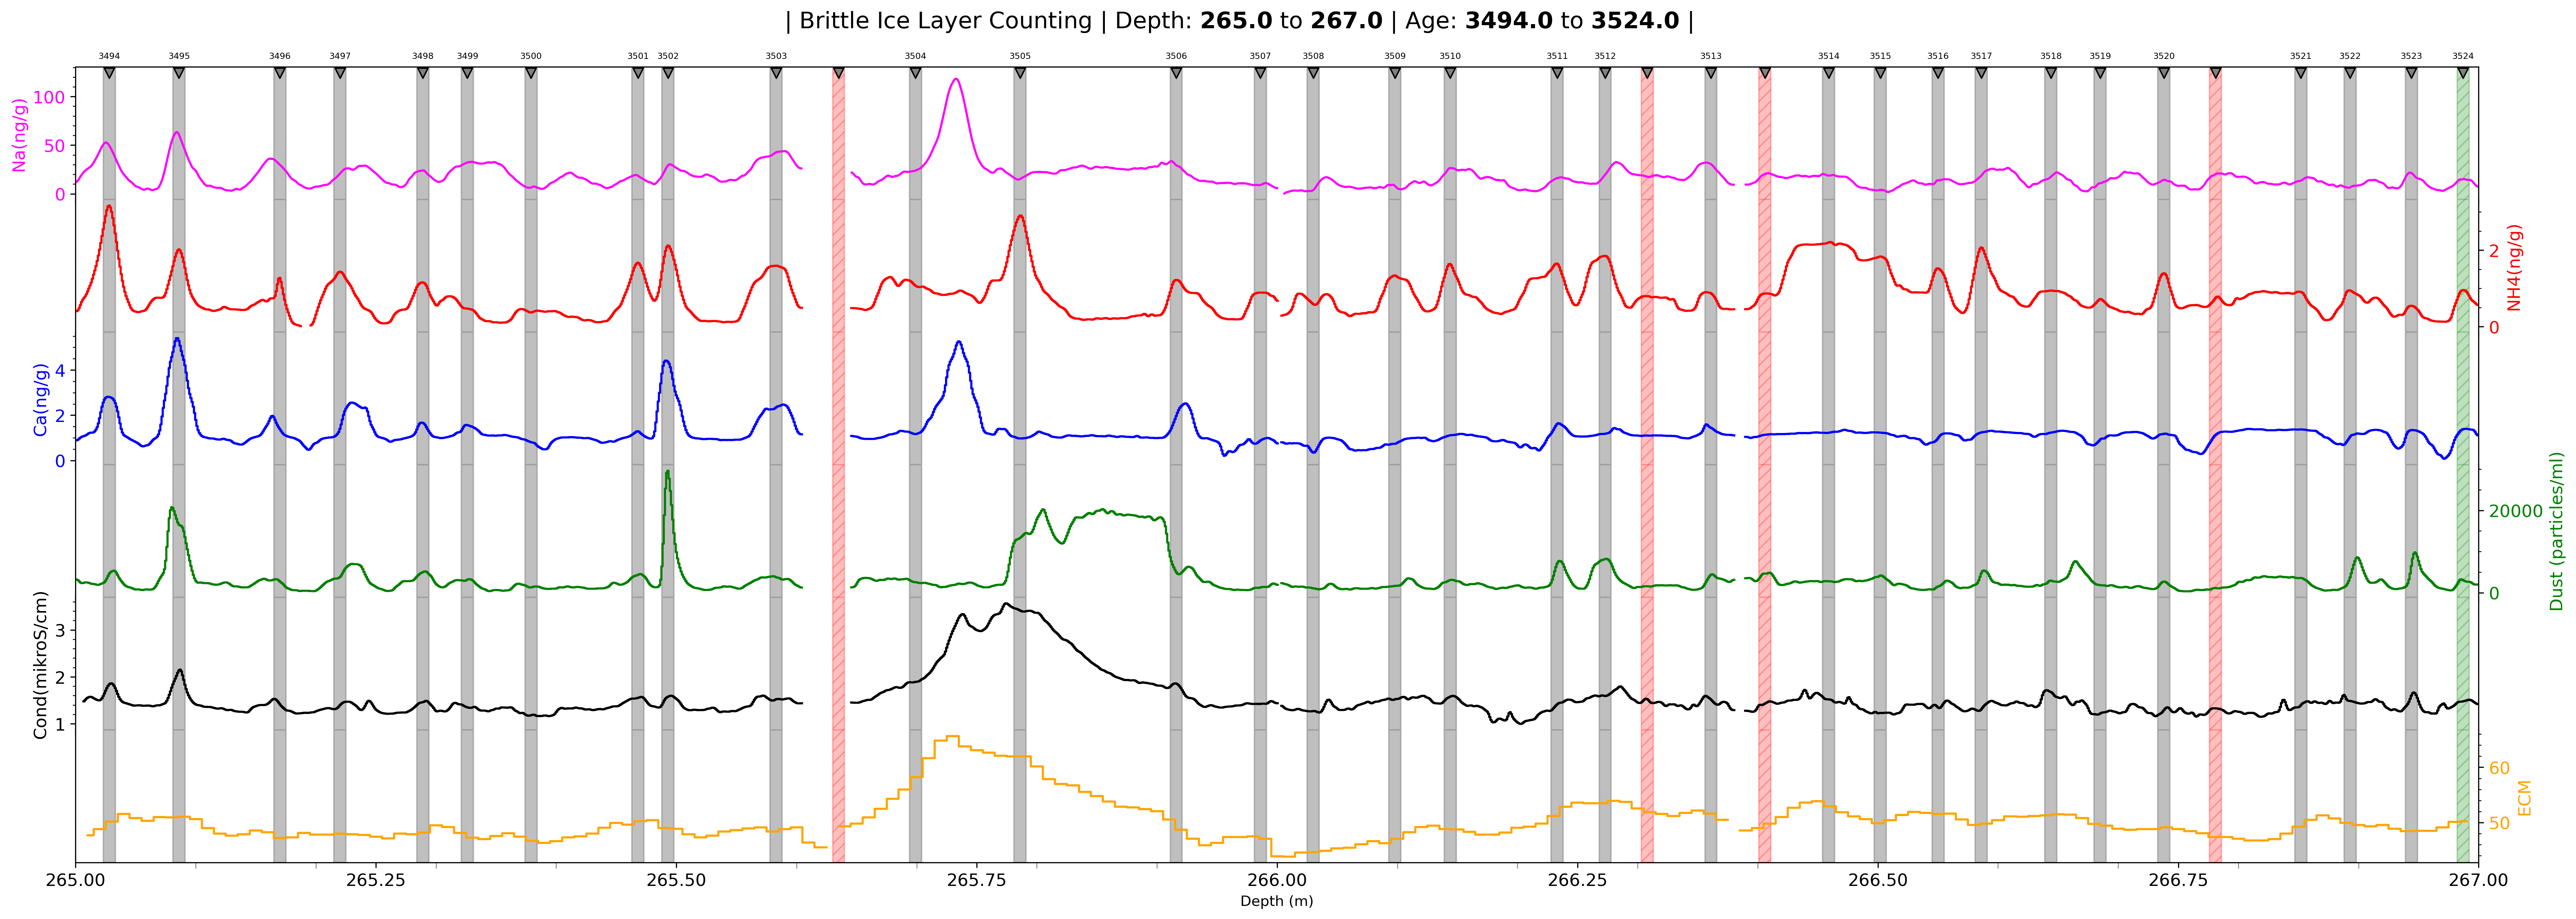 | Brittle Ice Layer Counting | Depth: 265.0 to 267.0 | Age: 3494.0 to 3524.0 |
3494 3495 3496 3497 3498 3499 3500 3501 3502 3503 3504 3505 3506 3507 3508 3509 3510 3511 3512 3513 3514 3515 3516 3517 3518 3519 3520 3521 3522 3523 3524
Na(ng/g)
100
50
0
NH4(ng/g)
2
0
Ca(ng/g)
4
2
0
Dust (particles/ml)
20000
0
Cond(mikroS/cm)
3
2
1
ECM
60
50
265.00 265.25 265.50 265.75 266.00 266.25 266.50 266.75 267.00
Depth (m)